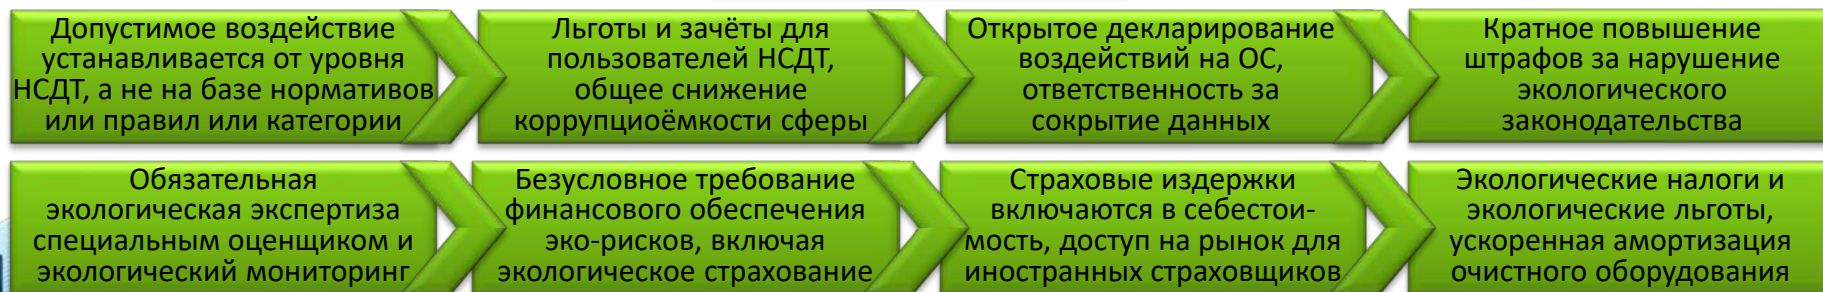 Допустимое воздействие
устанавливается от уровня
НСДТ, а не на базе нормативов
или правил или категории
Льготы и зачёты для
пользователей НСДТ,
общее снижение
коррупциоёмкости сферы
Открытое декларирование
воздействий на ОС,
ответственность за
сокрытие данных
Кратное повышение
штрафов за нарушение
экологического
законодательства
Обязательная
экологическая экспертиза
специальным оценщиком и
экологический мониторинг
Безусловное требование
финансового обеспечения
эко-рисков, включая
экологическое страхование
Страховые издержки
включаются в себестои-
мость, доступ на рынок для
иностранных страховщиков
Экологические налоги и
экологические льготы,
ускоренная амортизация
очистного оборудования